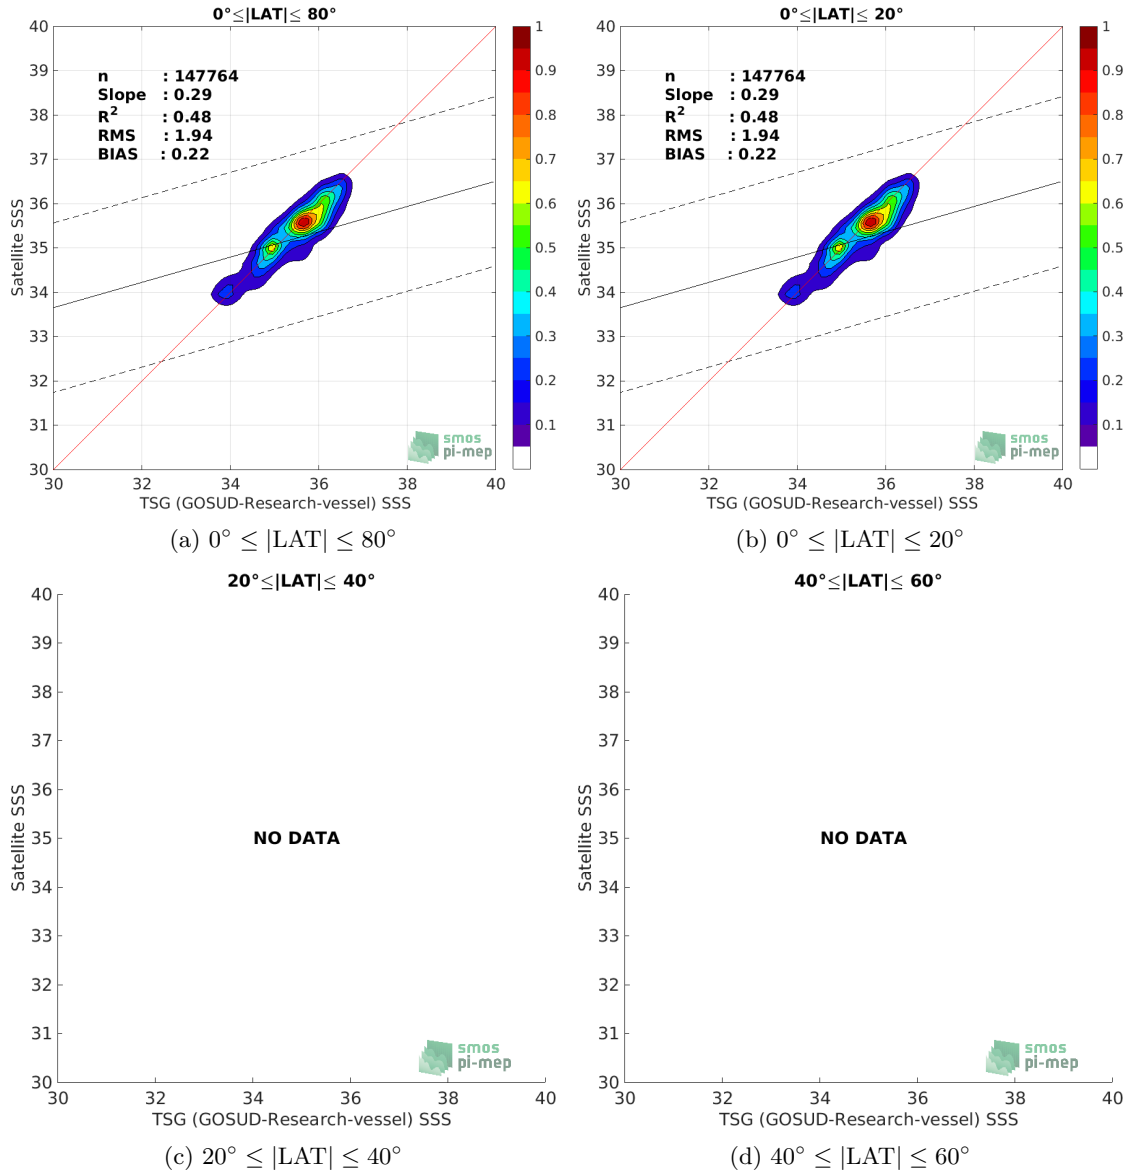 0°≤|LAT|≤ 80°
40
39
38
37
36
35
34
33
32
31
30
Satellite SSS
n : 147764
Slope : 0.29
R² : 0.48
RMS : 1.94
BIAS : 0.22
1
0.9
0.8
0.7
0.6
0.5
0.4
0.3
0.2
0.1
smos
pi-mep
30 32 34 36 38 40
TSG (GOSUD-Research-vessel) SSS
(a) 0° ≤ |LAT| ≤ 80°
0°≤|LAT|≤ 20°
40
39
38
37
36
35
34
33
32
31
30
Satellite SSS
n : 147764
Slope : 0.29
R² : 0.48
RMS : 1.94
BIAS : 0.22
1
0.9
0.8
0.7
0.6
0.5
0.4
0.3
0.2
0.1
smos
pi-mep
30 32 34 36 38 40
TSG (GOSUD-Research-vessel) SSS
(b) 0° ≤ |LAT| ≤ 20°
20°≤|LAT|≤ 40°
40
39
38
37
36
35
34
33
32
31
30
Satellite SSS
NO DATA
smos
pi-mep
30 32 34 36 38 40
TSG (GOSUD-Research-vessel) SSS
(c) 20° ≤ |LAT| ≤ 40°
40°≤|LAT|≤ 60°
40
39
38
37
36
35
34
33
32
31
30
Satellite SSS
NO DATA
smos
pi-mep
30 32 34 36 38 40
TSG (GOSUD-Research-vessel) SSS
(d) 40° ≤ |LAT| ≤ 60°